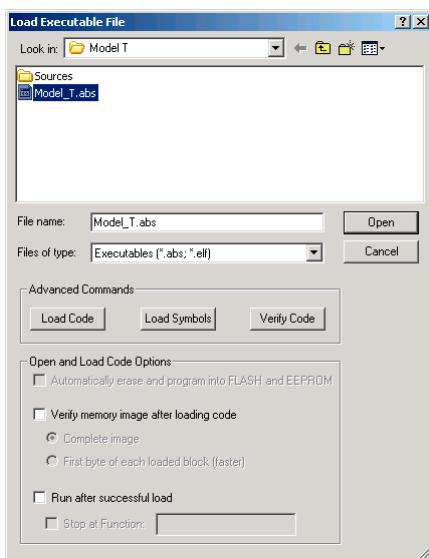 Load Executable File
Look in: Model T
Sources
Model_T.abs
File name: Model_T.abs Open
Files of type: Executables (*.abs; *.elf) Cancel
Advanced Commands
Load Code Load Symbols Verify Code
Open and Load Code Options
Automatically erase and program into FLASH and EEPROM
Verify memory image after loading code
Complete image
First byte of each loaded block (faster)
Run after successful load
Stop at Function: